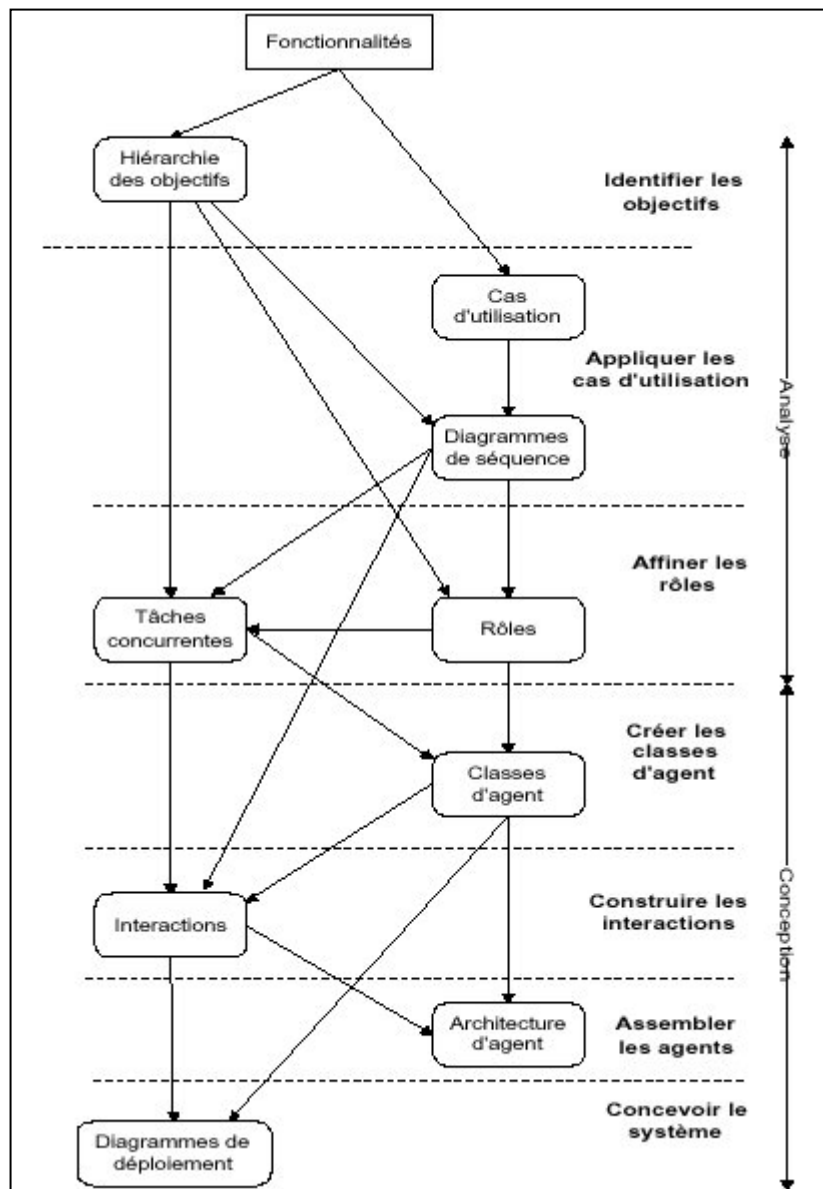 Fonctionnalités
Hiérarchie
des objectifs
Identifier les
objectifs
Cas
d'utilisation
Appliquer les
cas d'utilisation
Analyse
Diagrammes
de séquence
Affiner les
rôles
Tâches
concurrentes
Rôles
Créer les
classes
d'agent
Classes
d'agent
Conception
Construire les
interactions
Interactions
Architecture
d'agent
Assembler
les agents
Concevoir le
système
Diagrammes de
déploiement